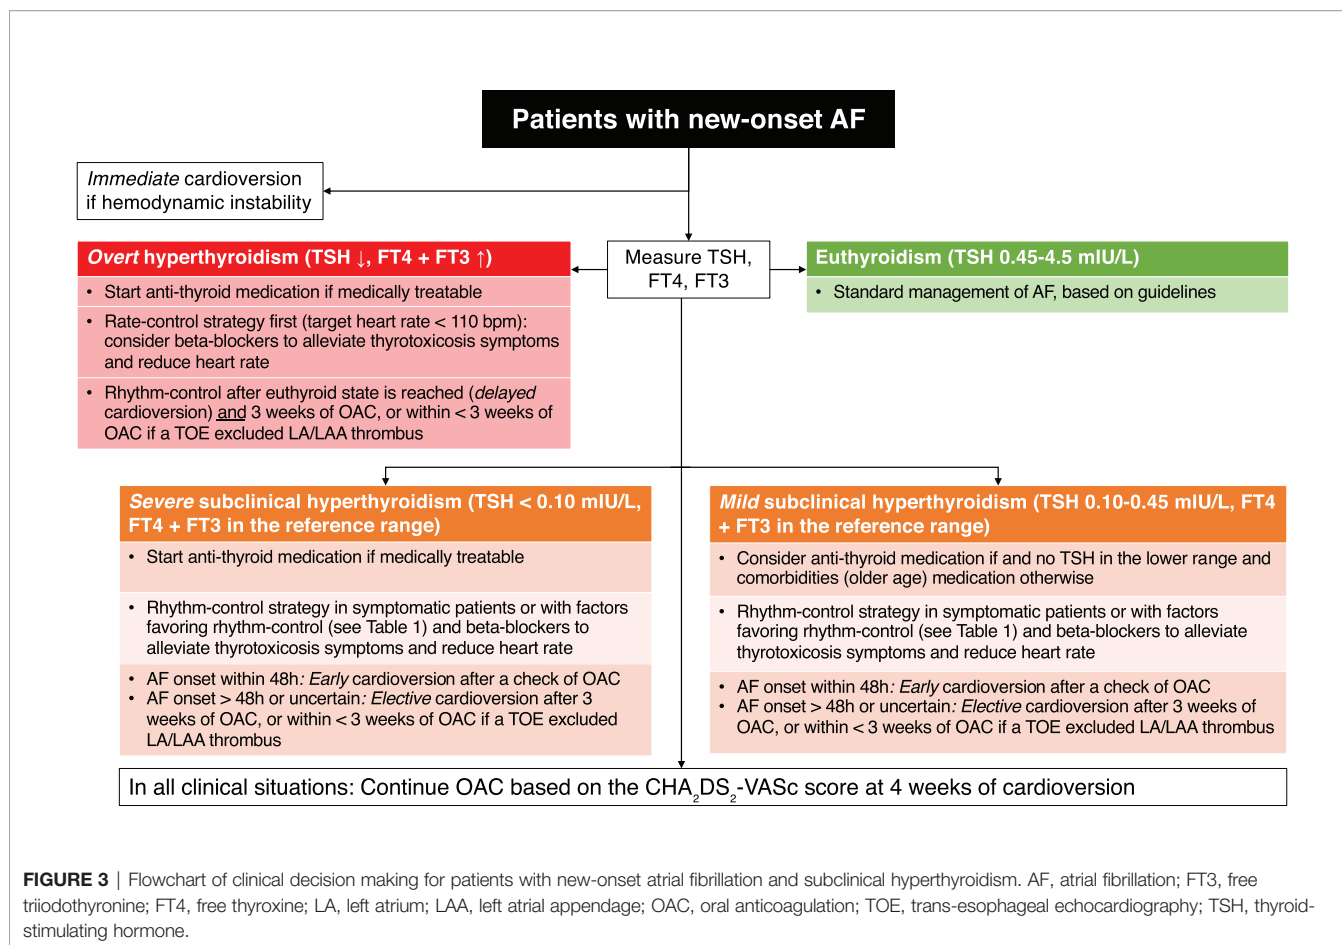 Patients with new-onset AF
Immediate cardioversion
if hemodynamic instability
Measure TSH,
FT4, FT3
Overt hyperthyroidism (TSH ↓, FT4 + FT3 ↑)
• Start anti-thyroid medication if medically treatable
• Rate-control strategy first (target heart rate < 110 bpm):
consider beta-blockers to alleviate thyrotoxicosis symptoms
and reduce heart rate
• Rhythm-control after euthyroid state is reached (delayed
cardioversion) and 3 weeks of OAC, or within < 3 weeks of
OAC if a TOE excluded LA/LAA thrombus
Euthyroidism (TSH 0.45-4.5 mIU/L)
• Standard management of AF, based on guidelines
Severe subclinical hyperthyroidism (TSH < 0.10 mIU/L,
FT4 + FT3 in the reference range)
• Start anti-thyroid medication if medically treatable
• Rhythm-control strategy in symptomatic patients or with factors
favoring rhythm-control (see Table 1) and beta-blockers to
alleviate thyrotoxicosis symptoms and reduce heart rate
• AF onset within 48h: Early cardioversion after a check of OAC
• AF onset > 48h or uncertain: Elective cardioversion after 3
weeks of OAC, or within < 3 weeks of OAC if a TOE excluded
LA/LAA thrombus
Mild subclinical hyperthyroidism (TSH 0.10-0.45 mIU/L, FT4
+ FT3 in the reference range)
• Consider anti-thyroid medication if and no TSH in the lower range and
comorbidities (older age) medication otherwise
• Rhythm-control strategy in symptomatic patients or with factors
favoring rhythm-control (see Table 1) and beta-blockers to alleviate
thyrotoxicosis symptoms and reduce heart rate
• AF onset within 48h: Early cardioversion after a check of OAC
• AF onset > 48h or uncertain: Elective cardioversion after 3 weeks of
OAC, or within < 3 weeks of OAC if a TOE excluded LA/LAA thrombus
In all clinical situations: Continue OAC based on the CHA₂DS₂-VASc score at 4 weeks of cardioversion
FIGURE 3 | Flowchart of clinical decision making for patients with new-onset atrial fibrillation and subclinical hyperthyroidism. AF, atrial fibrillation; FT3, free
triiodothyronine; FT4, free thyroxine; LA, left atrium; LAA, left atrial appendage; OAC, oral anticoagulation; TOE, trans-esophageal echocardiography; TSH, thyroid-
stimulating hormone.